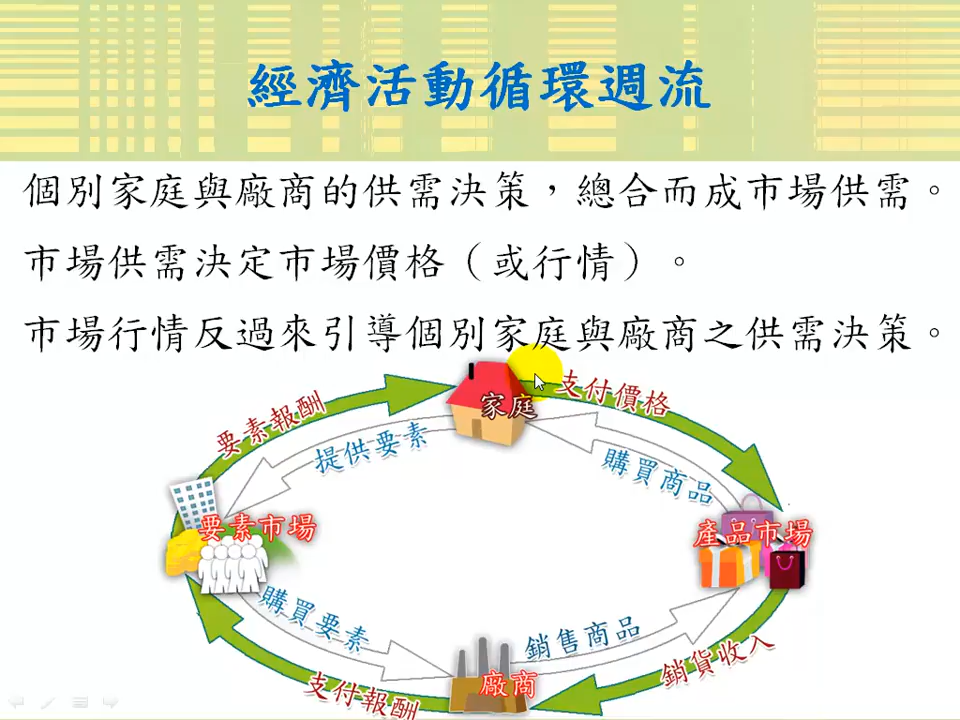 經濟活動循環週流
個別家庭與廠商的供需決策，總合而成市場供需。
市場供需決定市場價格（或行情）。
市場行情反過來引導個別家庭與廠商之供需決策。
家庭
支付價格
要素報酬
提供要素
購買商品
要素市場
產品市場
購買要素
銷售商品
銷貨收入
廠商
支付報酬